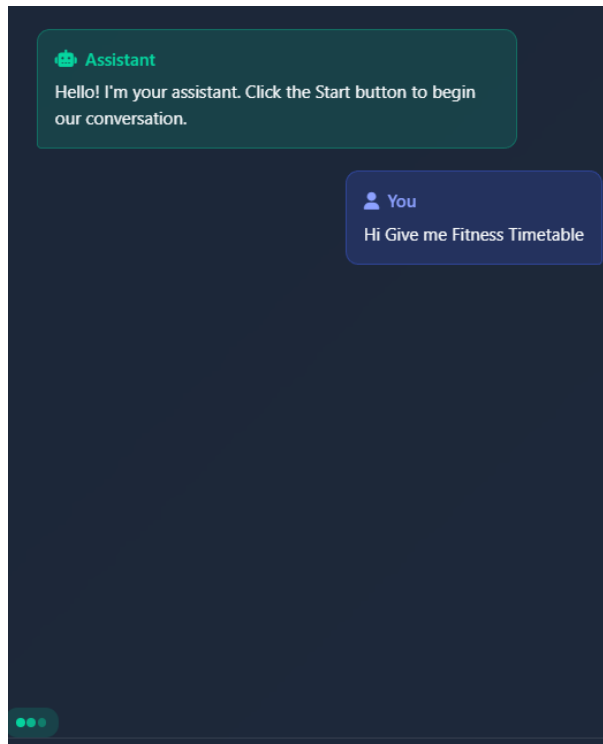 Assistant
Hello! I'm your assistant. Click the Start button to begin
our conversation.
You
Hi Give me Fitness Timetable